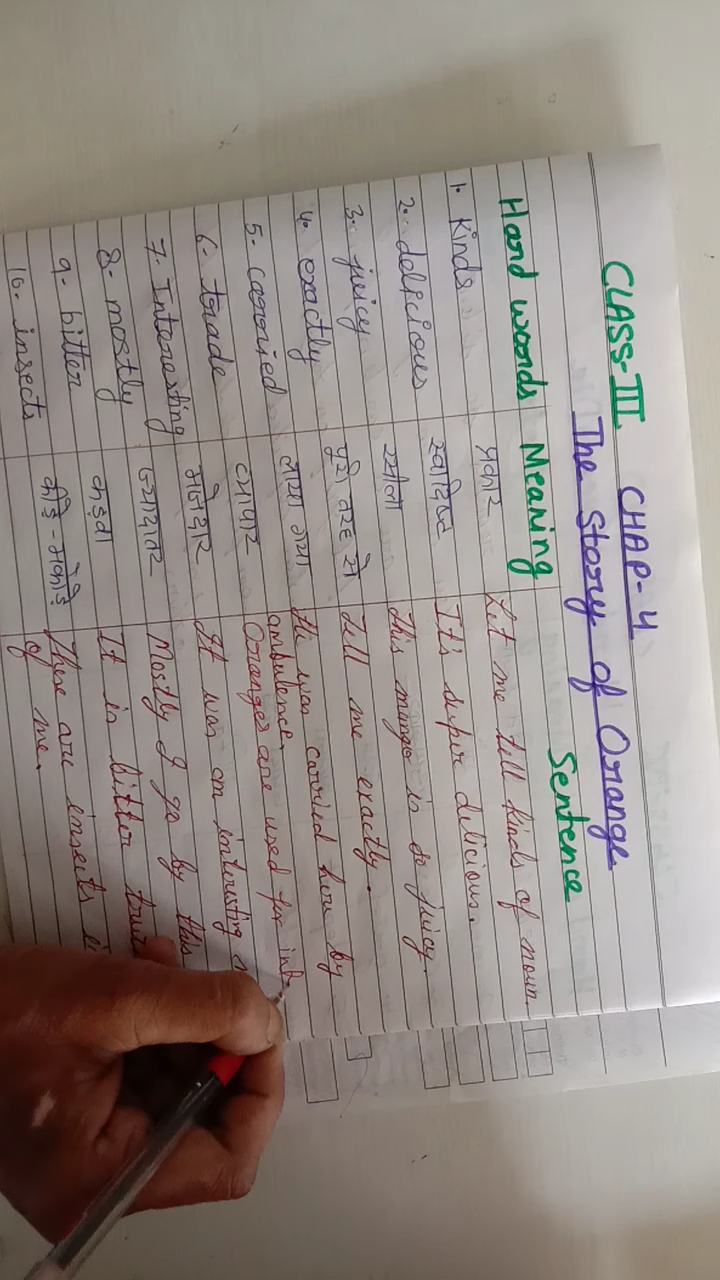 CLASS-III CHAP-4
The Story of Orange
Hard words Meaning Sentence
1. Kinds प्रकार Let me tell kinds of noun.
2. delicious स्वादिष्ट It's super delicious.
3. juicy रसीला This mango is so juicy.
4. exactly पूरी तरह से Tell me exactly.
5. carried लाया गया He was carried here by
ambulence.
6. trade व्यापार Oranges are used for
7. Interesting मजेदार It was an interesting
8. mostly ज्यादातर Mostly I go by this
9. bitter कड़वा It is bitter
10. insects कीड़े-मकोड़े There are insects
of me.